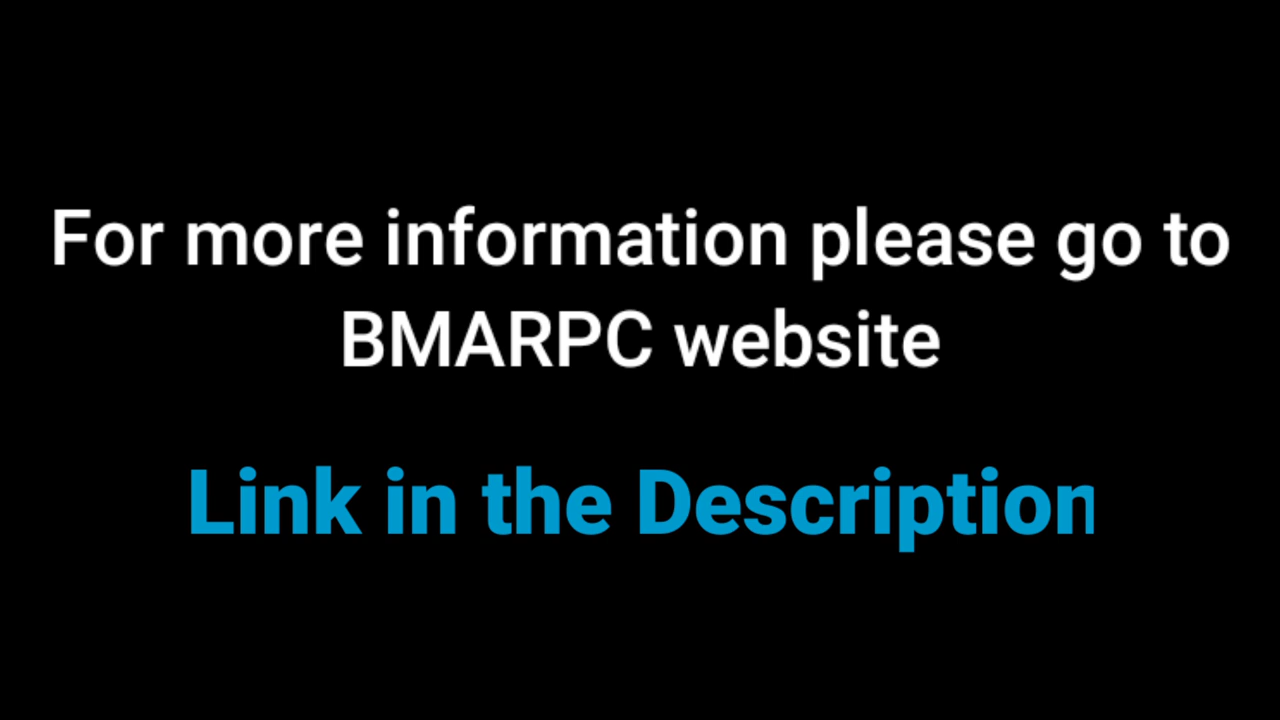 For more information please go to
BMARPC website
Link in the Description